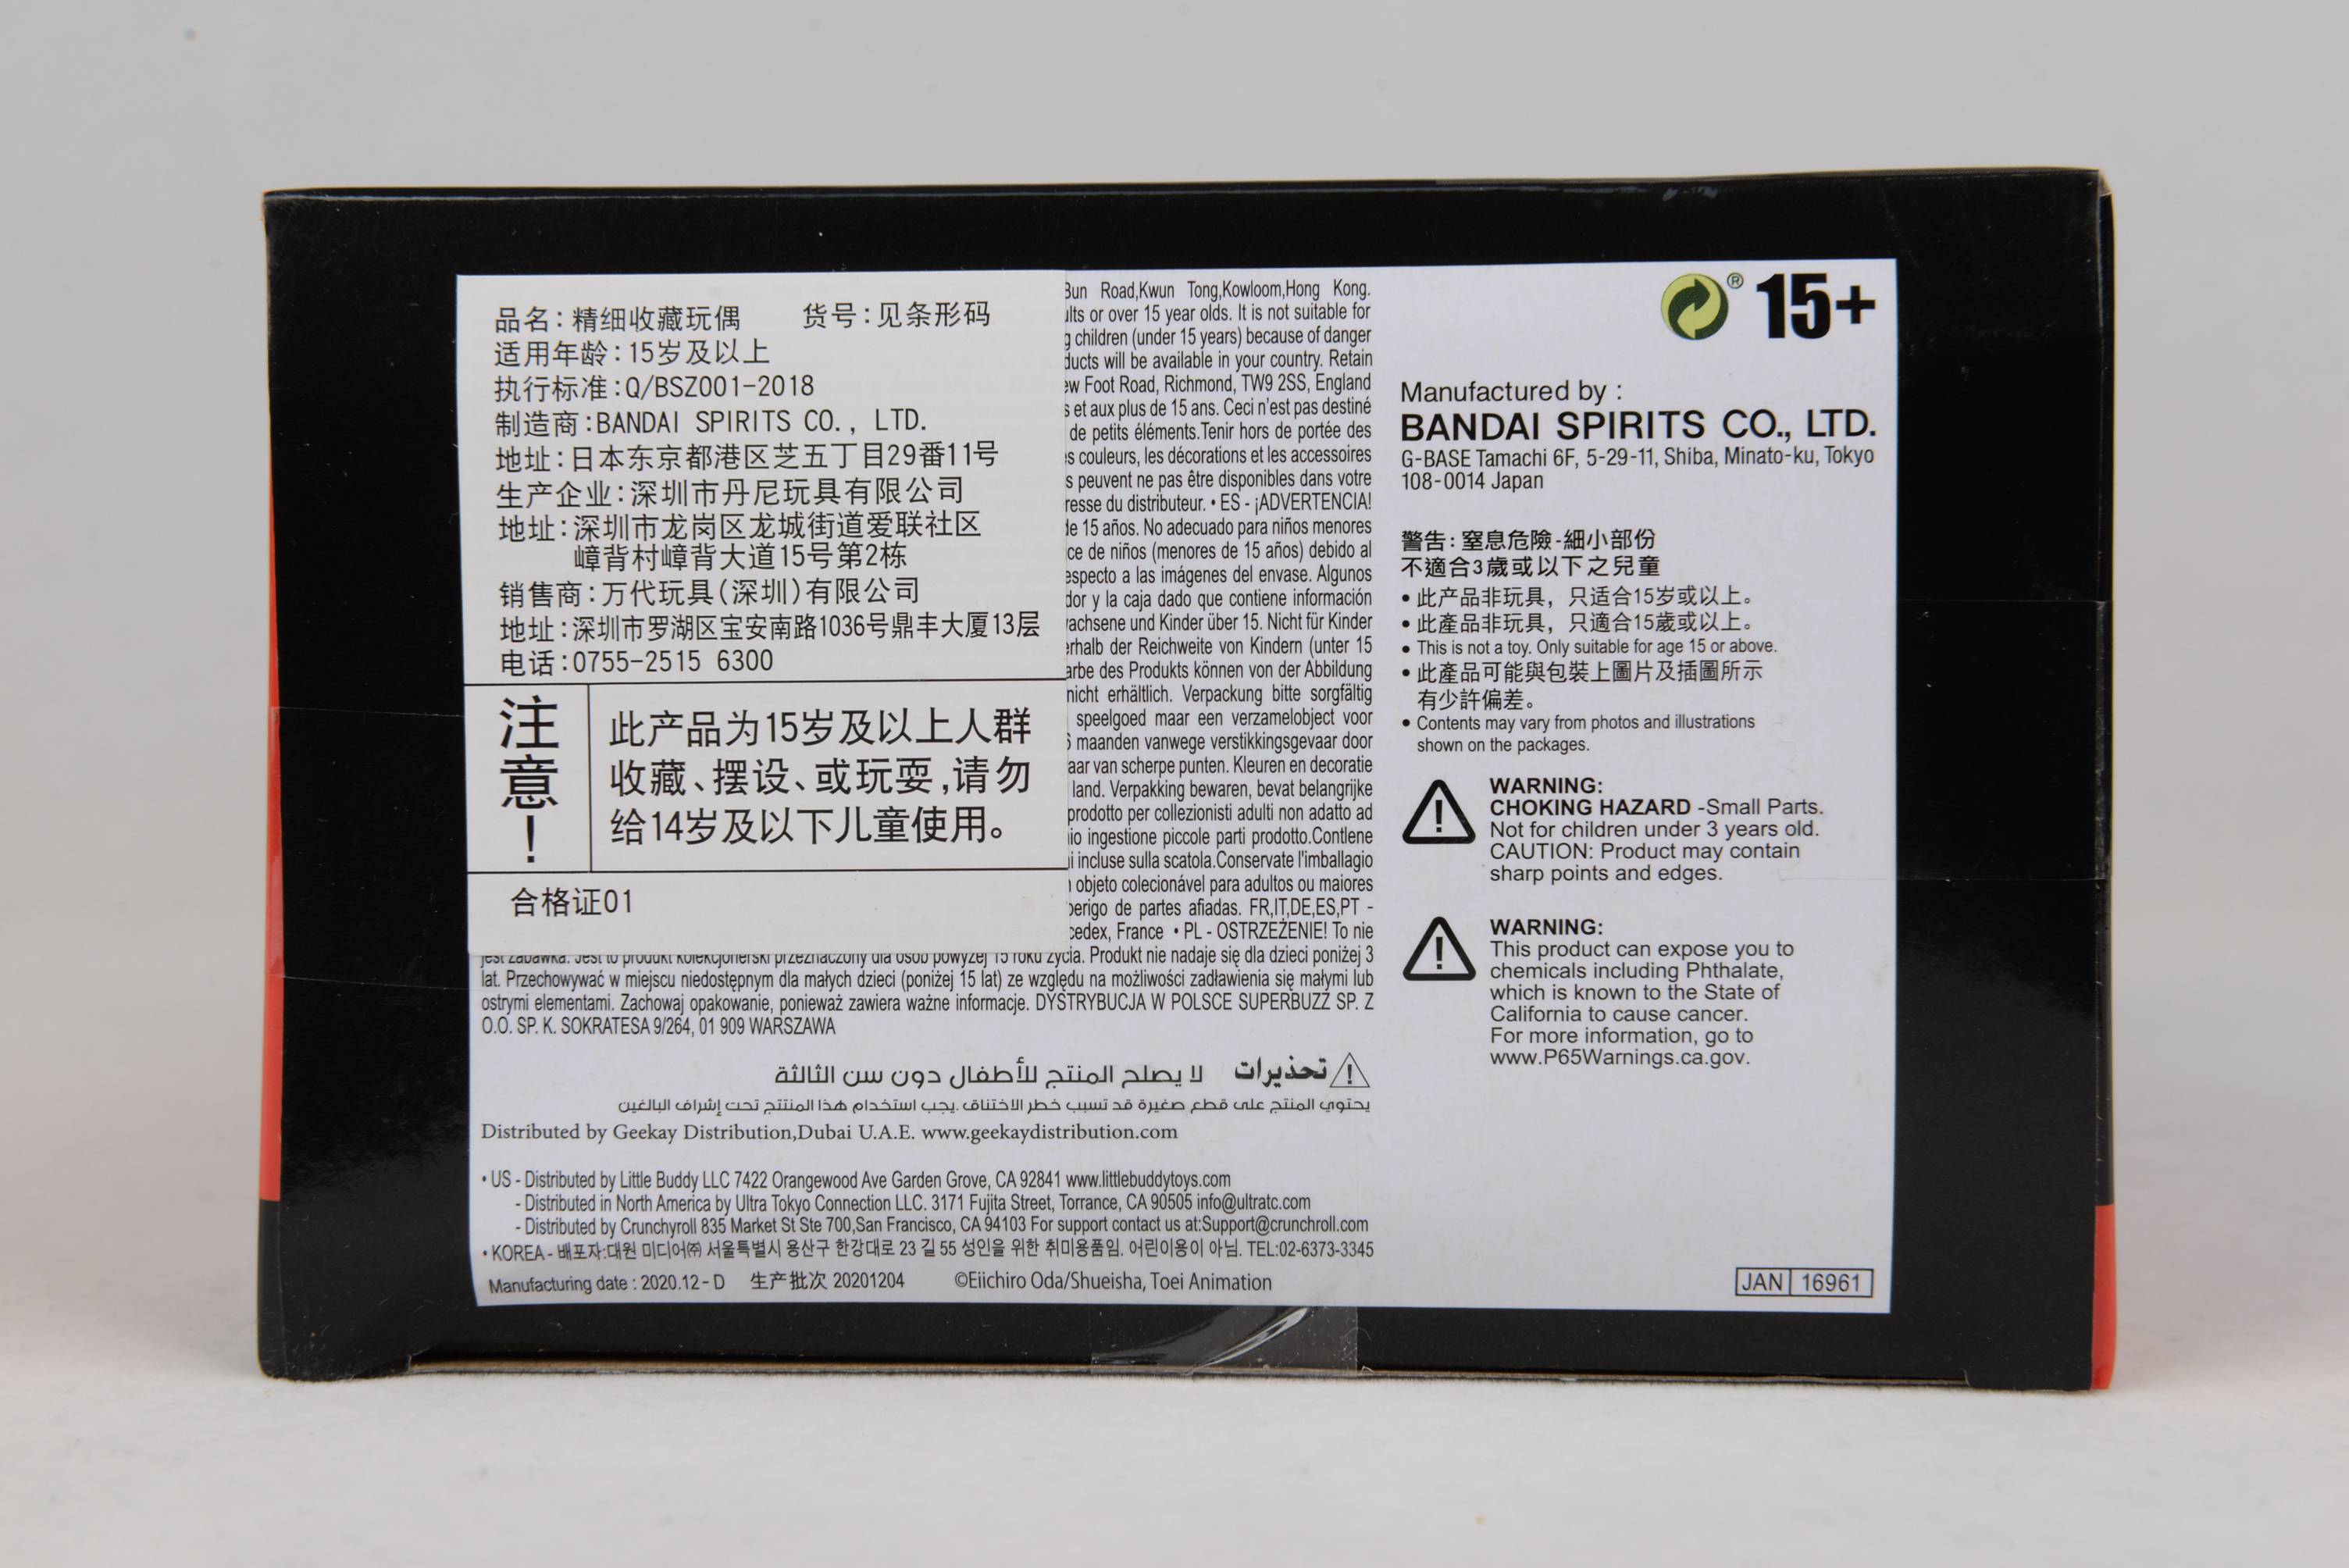 品名:精细收藏玩偶 货号:见条形码
适用年龄:15岁及以上
执行标准:Q/BSZ001-2018
制造商:BANDAI SPIRITS CO., LTD.
地址:日本东京都港区芝五丁目29番11号
生产企业:深圳市丹尼玩具有限公司
地址:深圳市龙岗区龙城街道爱联社区
嶂背村嶂背大道15号第2栋
销售商:万代玩具(深圳)有限公司
地址:深圳市罗湖区宝安南路1036号鼎丰大厦13层
电话:0755-2515 6300
注意!
此产品为15岁及以上人群
收藏、摆设、或玩耍,请勿
给14岁及以下儿童使用。
合格证01
Bun Road,Kwun Tong,Kowloom,Hong Kong.
or over 15 year olds. It is not suitable for
children (under 15 years) because of danger
will be available in your country. Retain
Foot Road, Richmond, TW9 2SS, England
et aux plus de 15 ans. Ceci n'est pas destiné
de petits éléments.Tenir hors de portée des
couleurs, les décorations et les accessoires
peuvent ne pas être disponibles dans votre
du distributeur. • ES - ¡ADVERTENCIA!
15 años. No adecuado para niños menores
de niños (menores de 15 años) debido al
a las imágenes del envase. Algunos
y la caja dado que contiene información
und Kinder über 15. Nicht für Kinder
der Reichweite von Kindern (unter 15
des Produkts können von der Abbildung
nicht erhältlich. Verpackung bitte sorgfältig
speelgoed maar een verzamelobject voor
maanden vanwege verstikkingsgevaar door
van scherpe punten. Kleuren en decoratie
land. Verpakking bewaren, bevat belangrijke
prodotto per collezionisti adulti non adatto ad
ingestione piccole parti prodotto.Contlene
incluse sulla scatola.Conservate l'imballagio
objeto colecionável para adultos ou maiores
perigo de partes afiadas. FR,IT,DE,ES,PT -
cedex, France • PL - OSTRZEŻENIE! To nie
jest zabawka. Jest to produkt kolekcjonerski przeznaczony dla osób powyżej 15 roku życia. Produkt nie nadaje się dla dzieci poniżej 3
lat. Przechowywać w miejscu niedostępnym dla małych dzieci (poniżej 15 lat) ze względu na możliwości zadławienia się małymi lub
ostrymi elementami. Zachowaj opakowanie, ponieważ zawiera ważne informacje. DYSTRYBUCJA W POLSCE SUPERBUZZ SP. Z
O.O. SP. K. SOKRATESA 9/264, 01 909 WARSZAWA
تحذيرات لا يصلح المنتج للأطفال دون سن الثالثة
يحتوي المنتج على قطع صغيرة قد تسبب خطر الاختناق. يجب استخدام هذا المنتج تحت إشراف البالغين
Distributed by Geekay Distribution,Dubai U.A.E. www.geekaydistribution.com
• US - Distributed by Little Buddy LLC 7422 Orangewood Ave Garden Grove, CA 92841 www.littlebuddytoys.com
- Distributed in North America by Ultra Tokyo Connection LLC. 3171 Fujita Street, Torrance, CA 90505 info@ultratc.com
- Distributed by Crunchyroll 835 Market St Ste 700,San Francisco, CA 94103 For support contact us at:Support@crunchroll.com
• KOREA - 배포자:대원 미디어㈜ 서울특별시 용산구 한강대로 23 길 55 성인을 위한 취미용품임. 어린이용이 아님. TEL:02-6373-3345
Manufacturing date : 2020.12 - D 生产批次 20201204 ©Eiichiro Oda/Shueisha, Toei Animation
® 15+
Manufactured by :
BANDAI SPIRITS CO., LTD.
G-BASE Tamachi 6F, 5-29-11, Shiba, Minato-ku, Tokyo
108-0014 Japan
警告:窒息危險-細小部份
不適合3歲或以下之兒童
• 此产品非玩具，只适合15岁或以上。
• 此產品非玩具，只適合15歲或以上。
• This is not a toy. Only suitable for age 15 or above.
• 此產品可能與包裝上圖片及插圖所示
有少許偏差。
• Contents may vary from photos and illustrations
shown on the packages.
WARNING:
CHOKING HAZARD -Small Parts.
Not for children under 3 years old.
CAUTION: Product may contain
sharp points and edges.
WARNING:
This product can expose you to
chemicals including Phthalate,
which is known to the State of
California to cause cancer.
For more information, go to
www.P65Warnings.ca.gov.
JAN 16961